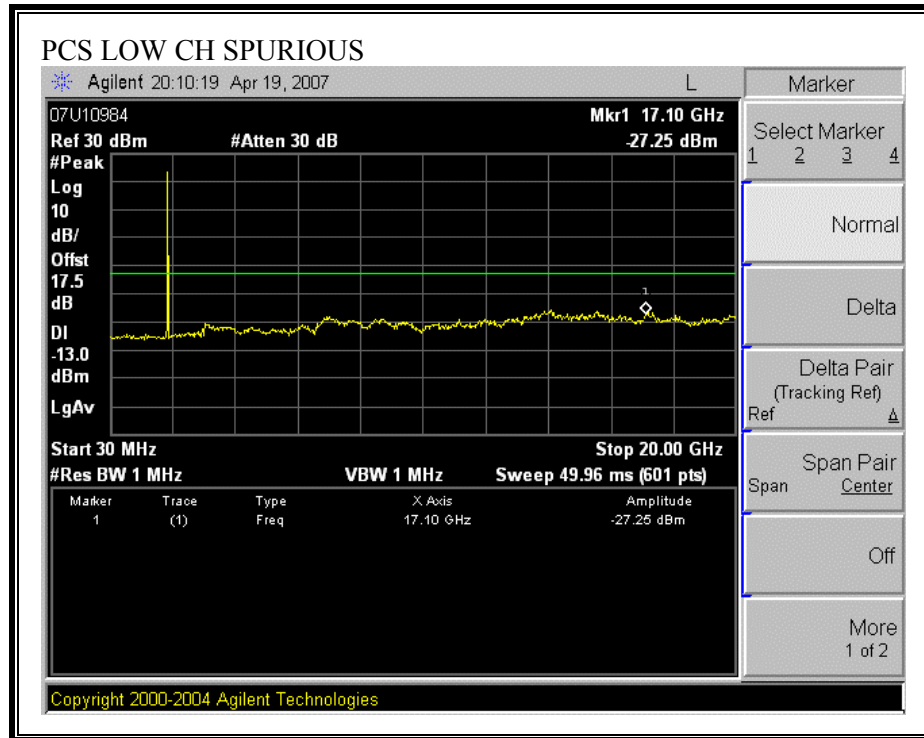 PCS LOW CH SPURIOUS
Agilent 20:10:19 Apr 19, 2007 L
07U10984 Mkr1 17.10 GHz
Ref 30 dBm #Atten 30 dB -27.25 dBm
#Peak
Log
10
dB/
Offst
17.5
dB
DI
-13.0
dBm
LgAv
1
Start 30 MHz Stop 20.00 GHz
#Res BW 1 MHz VBW 1 MHz Sweep 49.96 ms (601 pts)
Marker Trace Type X Axis Amplitude
1 (1) Freq 17.10 GHz -27.25 dBm
Marker
Select Marker
1 2 3 4
Normal
Delta
Delta Pair
(Tracking Ref)
Ref Δ
Span Pair
Span Center
Off
More
1 of 2
Copyright 2000-2004 Agilent Technologies